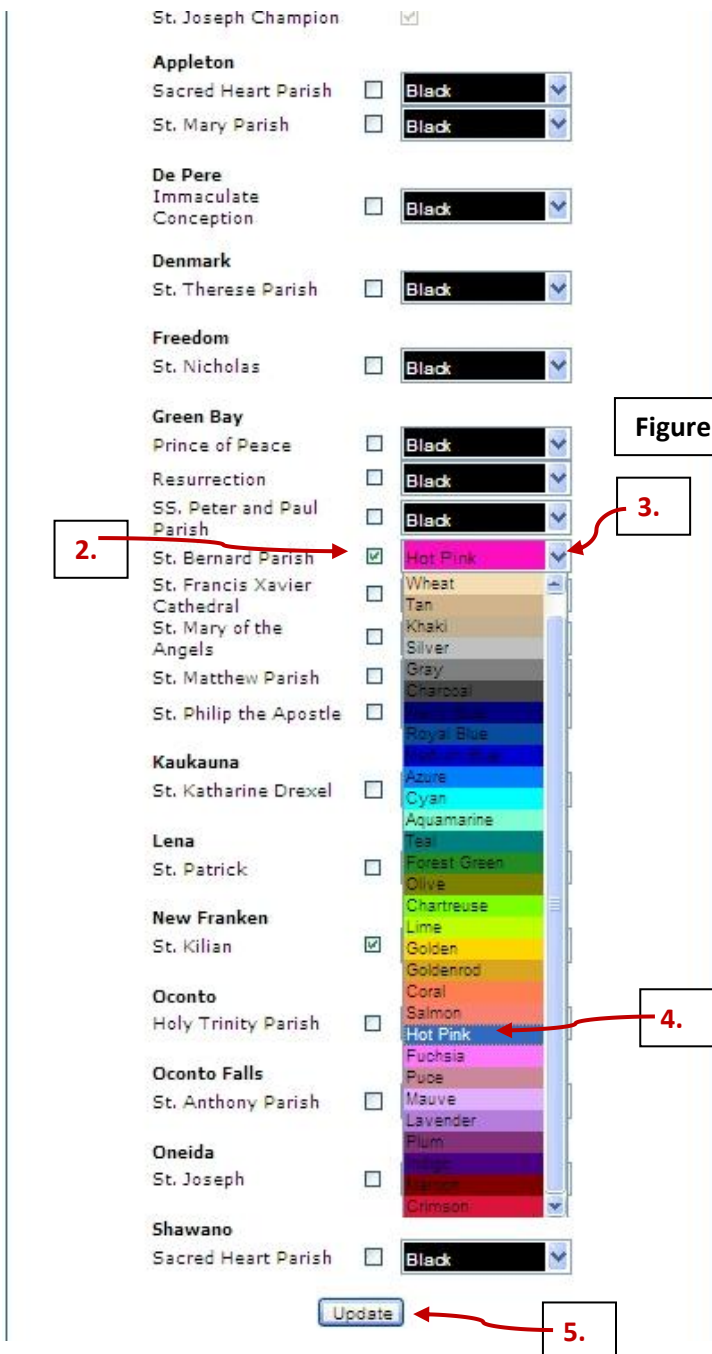 St. Joseph Champion
Appleton
Sacred Heart Parish Black
St. Mary Parish Black
De Pere
Immaculate
Conception
Black
Denmark
St. Therese Parish Black
Freedom
St. Nicholas Black
Green Bay
Figure
Prince of Peace Black
Resurrection Black
SS. Peter and Paul
Parish
Black
3.
2.
St. Bernard Parish Hot Pink
St. Francis Xavier
Cathedral
St. Mary of the
Angels
St. Matthew Parish
St. Philip the Apostle
Kaukauna
St. Katharine Drexel
Lena
St. Patrick
New Franken
St. Kilian
Oconto
Holy Trinity Parish
Oconto Falls
St. Anthony Parish
Oneida
St. Joseph
Wheat
Tan
Khaki
Silver
Gray
Charcoal
Royal Blue
Azure
Cyan
Aquamarine
Teal
Forest Green
Olive
Chartreuse
Lime
Golden
Goldenrod
Coral
Salmon
Hot Pink
4.
Fuchsia
Puce
Mauve
Lavender
Plum
Indigo
Maroon
Crimson
Shawano
Sacred Heart Parish Black
Update
5.